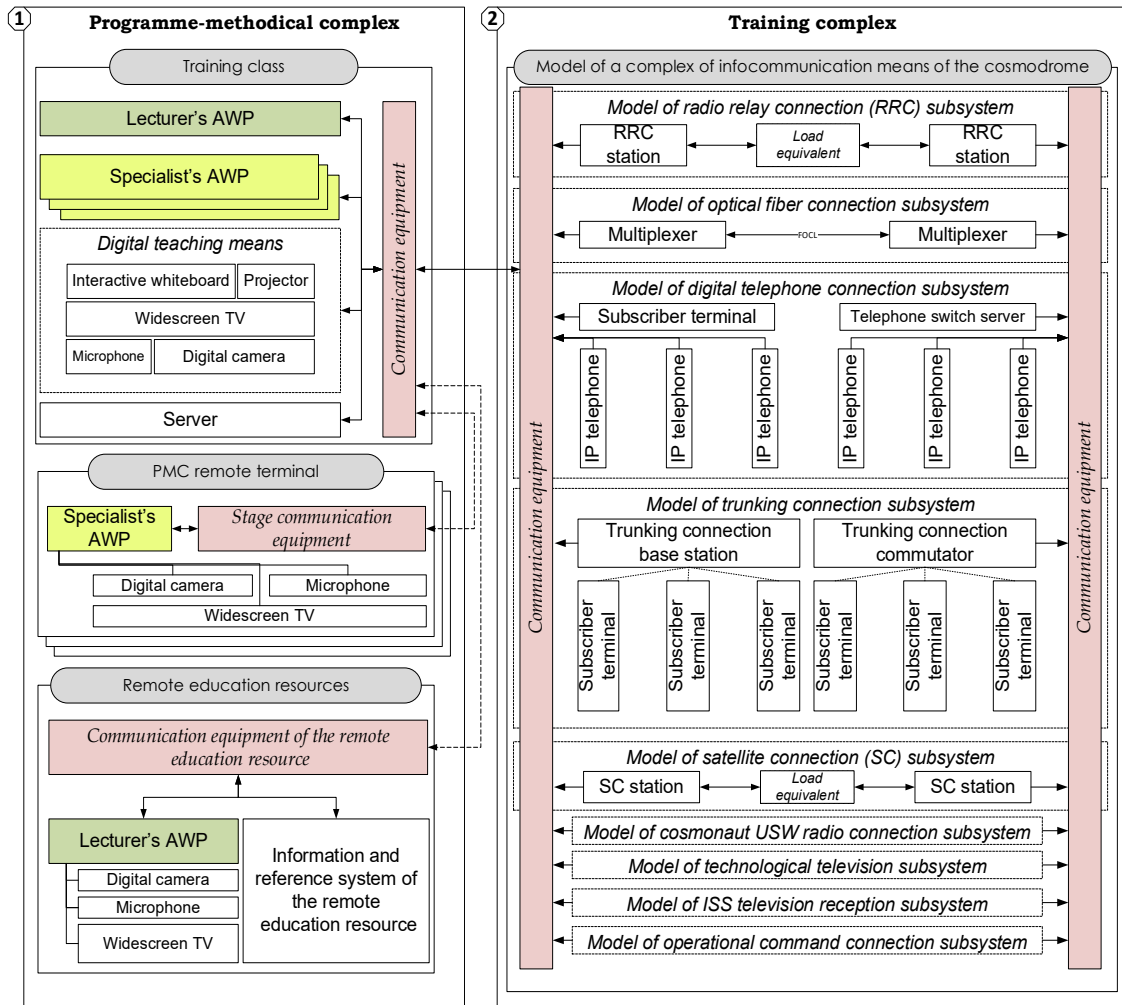 1
Programme-methodical complex
Training class
Lecturer's AWP
Specialist's AWP
Digital teaching means
Interactive whiteboard
Projector
Widescreen TV
Microphone
Digital camera
Server
Communication equipment
PMC remote terminal
Specialist's
AWP
Stage communication
equipment
Digital camera
Microphone
Widescreen TV
Remote education resources
Communication equipment of the remote
education resource
Lecturer's AWP
Digital camera
Microphone
Widescreen TV
Information and
reference system of
the remote
education resource
2
Training complex
Model of a complex of infocommunication means of the cosmodrome
Communication equipment
Model of radio relay connection (RRC) subsystem
RRC
station
Load
equivalent
RRC
station
Model of optical fiber connection subsystem
Multiplexer
FOCL
Multiplexer
Model of digital telephone connection subsystem
Subscriber terminal
Telephone switch server
IP telephone
IP telephone
IP telephone
IP telephone
IP telephone
IP telephone
Model of trunking connection subsystem
Trunking connection
base station
Trunking connection
commutator
Subscriber
terminal
Subscriber
terminal
Subscriber
terminal
Subscriber
terminal
Subscriber
terminal
Subscriber
terminal
Model of satellite connection (SC) subsystem
SC station
Load
equivalent
SC station
Model of cosmonaut USW radio connection subsystem
Model of technological television subsystem
Model of ISS television reception subsystem
Model of operational command connection subsystem
Communication equipment